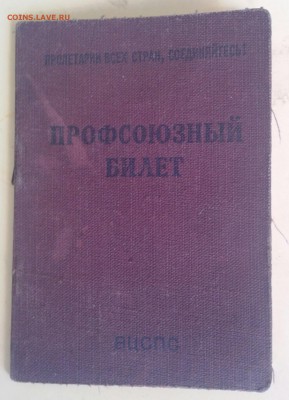 COINS.LAVE.RU
ПРОЛЕТАРИИ ВСЕХ СТРАН, СОЕДИНЯЙТЕСЬ!
ПРОФСОЮЗНЫЙ
БИЛЕТ
ВЦСПС